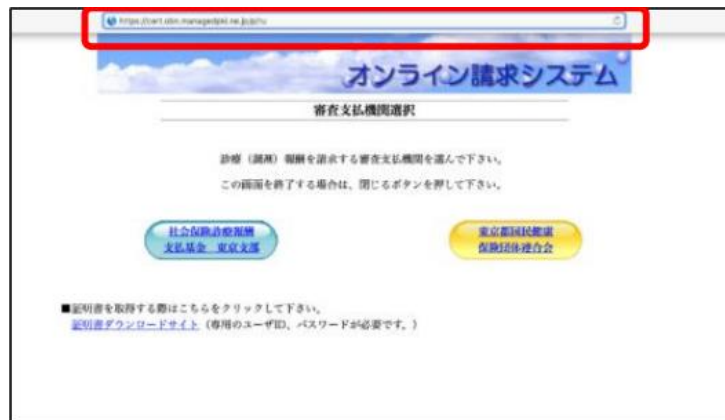 オンライン請求システム
審査支払機関選択
診療（調剤）報酬を請求する審査支払機関を選んで下さい。
この画面を終了する場合は、閉じるボタンを押して下さい。
社会保険診療報酬
支払基金 東京支部
東京都国民健康
保険団体連合会
■証明書を取得する際はこちらをクリックして下さい。
証明書ダウンロードサイト（専用のユーザID、パスワードが必要です。）